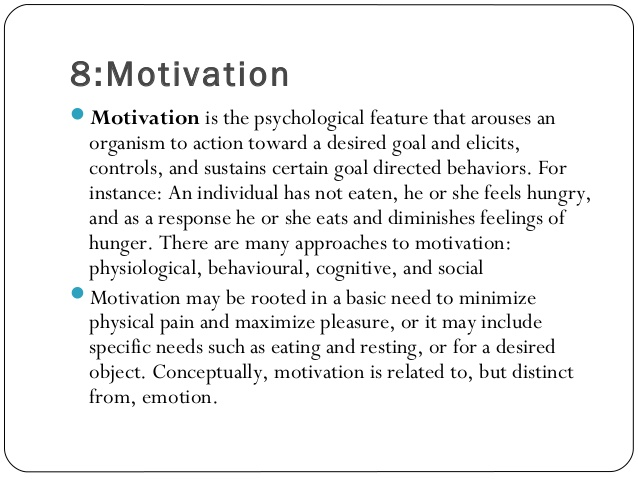 8:Motivation
Motivation is the psychological feature that arouses an
organism to action toward a desired goal and elicits,
controls, and sustains certain goal directed behaviors. For
instance: An individual has not eaten, he or she feels hungry,
and as a response he or she eats and diminishes feelings of
hunger. There are many approaches to motivation:
physiological, behavioural, cognitive, and social
Motivation may be rooted in a basic need to minimize
physical pain and maximize pleasure, or it may include
specific needs such as eating and resting, or for a desired
object. Conceptually, motivation is related to, but distinct
from, emotion.